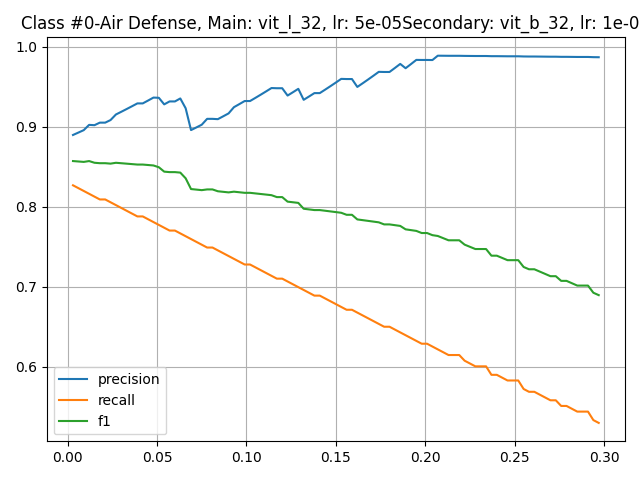 Class #0-Air Defense, Main: vit_l_32, lr: 5e-05Secondary: vit_b_32, lr: 1e-0
1.0
0.9
0.8
0.7
0.6
precision
recall
f1
0.00 0.05 0.10 0.15 0.20 0.25 0.30